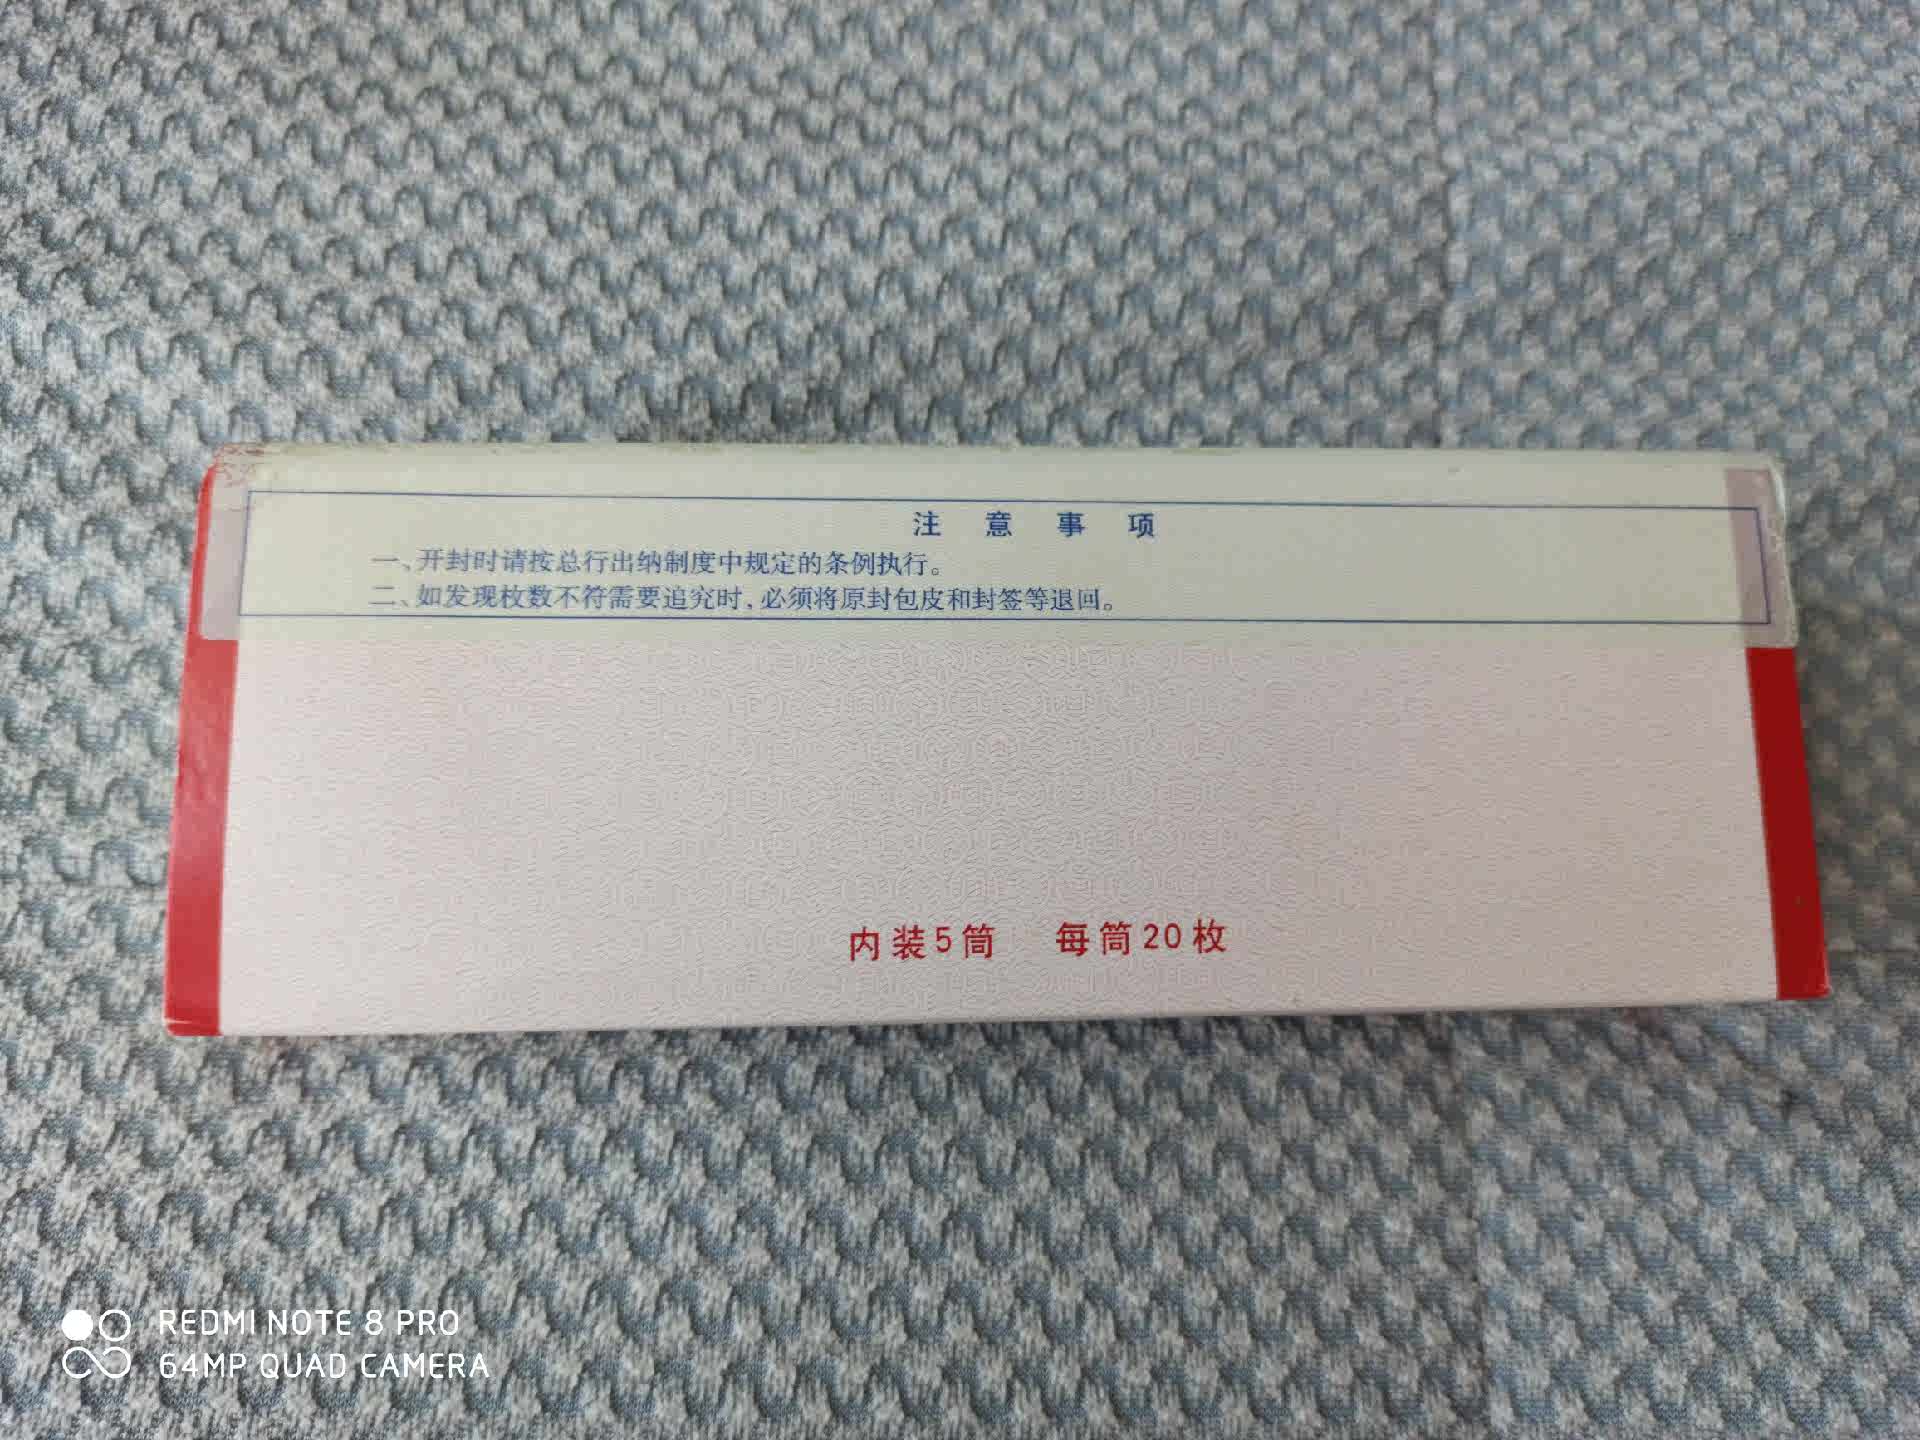 注意事项
一、开封时请按总行出纳制度中规定的条例执行。
二、如发现枚数不符需要追究时，必须将原封包皮和封签等退回。
内装5筒 每筒20枚
REDMI NOTE 8 PRO
64MP QUAD CAMERA